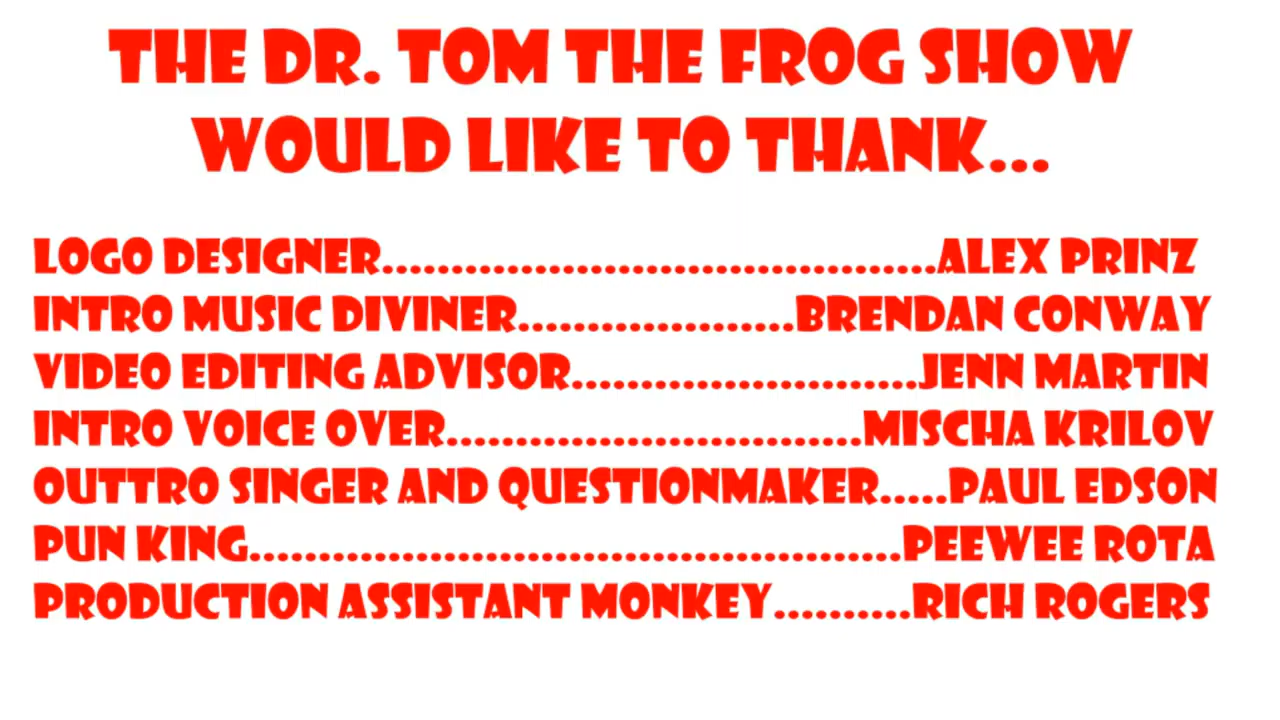 THE DR. TOM THE FROG SHOW
WOULD LIKE TO THANK...
LOGO DESIGNER........................................ALEX PRINZ
INTRO MUSIC DIVINER....................BRENDAN CONWAY
VIDEO EDITING ADVISOR.........................JENN MARTIN
INTRO VOICE OVER..............................MISCHA KRILOV
OUTTRO SINGER AND QUESTIONMAKER.....PAUL EDSON
PUN KING...............................................PEEWEE ROTA
PRODUCTION ASSISTANT MONKEY..........RICH ROGERS